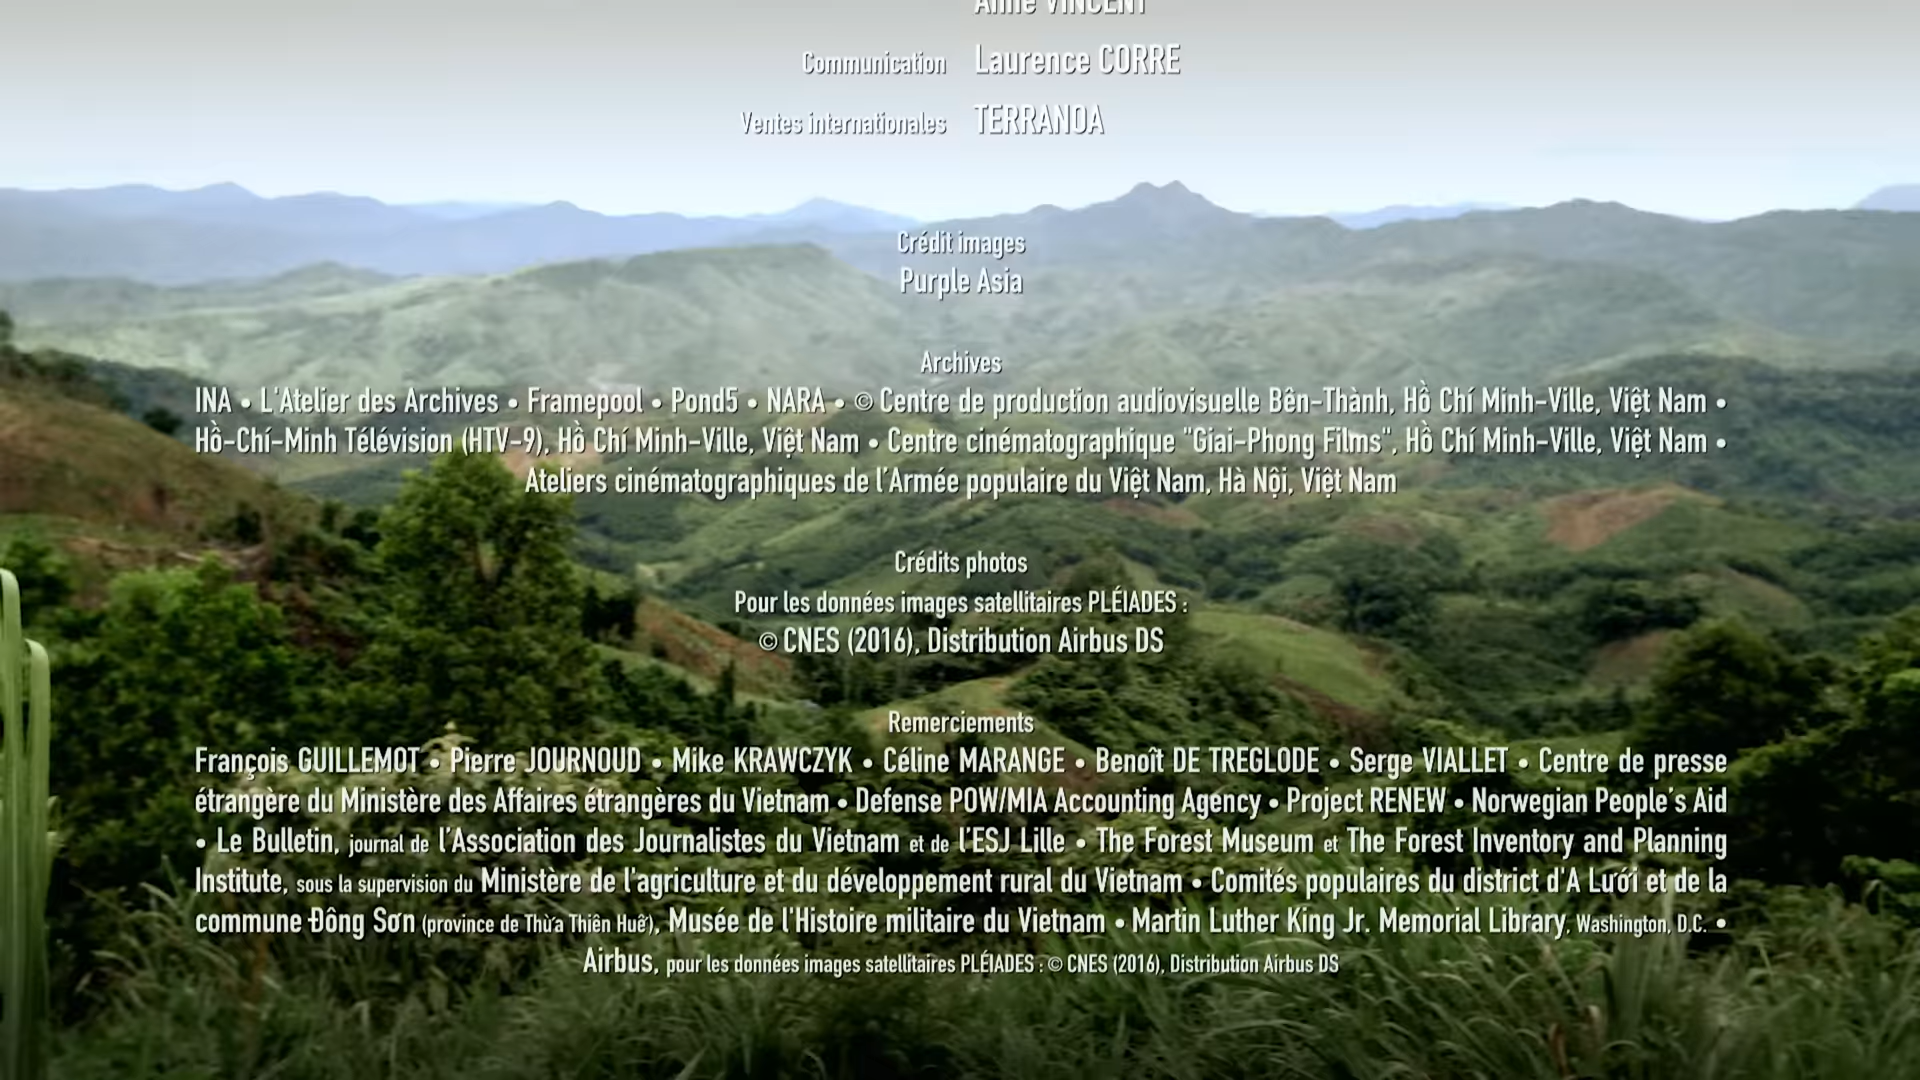 Anne VINCENT
Communication Laurence CORRE
Ventes internationales TERRANOA
Crédit images
Purple Asia
Archives
INA • L'Atelier des Archives • Framepool • Pond5 • NARA • © Centre de production audiovisuelle Bên-Thành, Hồ Chí Minh-Ville, Việt Nam •
Hồ-Chí-Minh Télévision (HTV-9), Hồ Chí Minh-Ville, Việt Nam • Centre cinématographique "Giai-Phong Films", Hồ Chí Minh-Ville, Việt Nam •
Ateliers cinématographiques de l’Armée populaire du Việt Nam, Hà Nội, Việt Nam
Crédits photos
Pour les données images satellitaires PLÉIADES :
© CNES (2016), Distribution Airbus DS
Remerciements
François GUILLEMOT • Pierre JOURNOUD • Mike KRAWCZYK • Céline MARANGE • Benoît DE TREGLODE • Serge VIALLET • Centre de presse
étrangère du Ministère des Affaires étrangères du Vietnam • Defense POW/MIA Accounting Agency • Project RENEW • Norwegian People’s Aid
• Le Bulletin, journal de l’Association des Journalistes du Vietnam et de l’ESJ Lille • The Forest Museum et The Forest Inventory and Planning
Institute, sous la supervision du Ministère de l'agriculture et du développement rural du Vietnam • Comités populaires du district d'A Lưới et de la
commune Đông Sơn (province de Thừa Thiên Huế), Musée de l'Histoire militaire du Vietnam • Martin Luther King Jr. Memorial Library, Washington, D.C. •
Airbus, pour les données images satellitaires PLÉIADES : © CNES (2016), Distribution Airbus DS